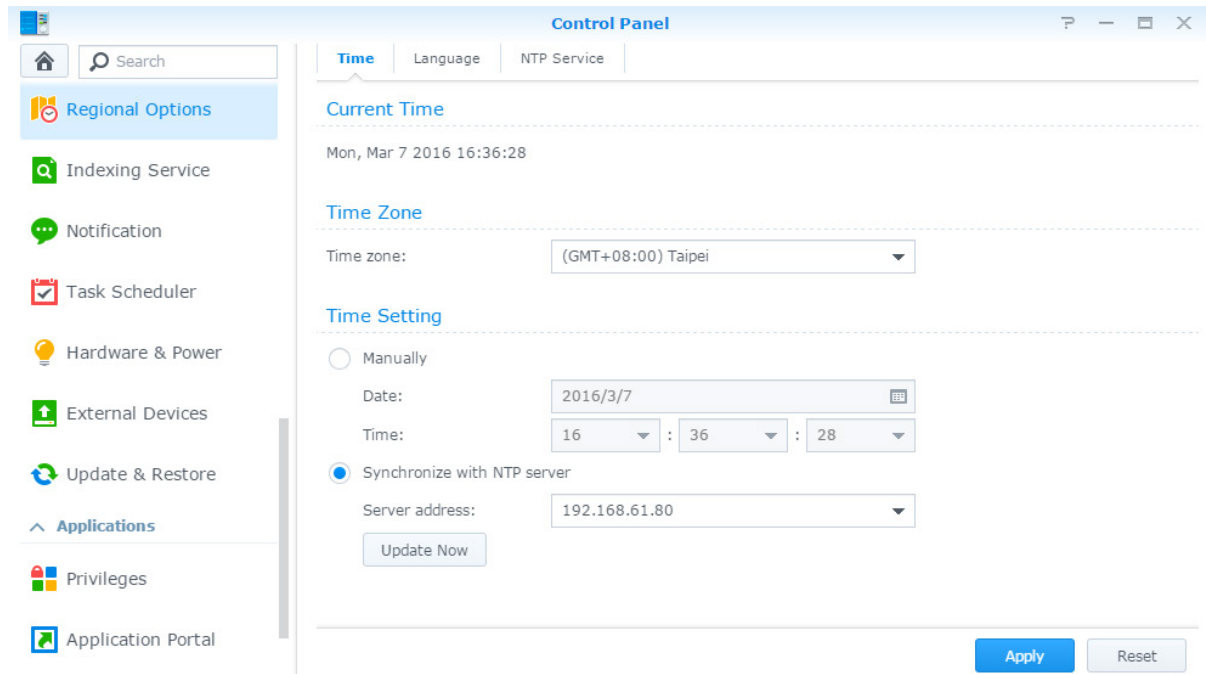 Control Panel
Search
Regional Options
Indexing Service
Notification
Task Scheduler
Hardware & Power
External Devices
Update & Restore
Applications
Privileges
Application Portal
Time Language NTP Service
Current Time
Mon, Mar 7 2016 16:36:28
Time Zone
Time zone: (GMT+08:00) Taipei
Time Setting
Manually
Date: 2016/3/7
Time: 16 : 36 : 28
Synchronize with NTP server
Server address: 192.168.61.80
Update Now
Apply Reset